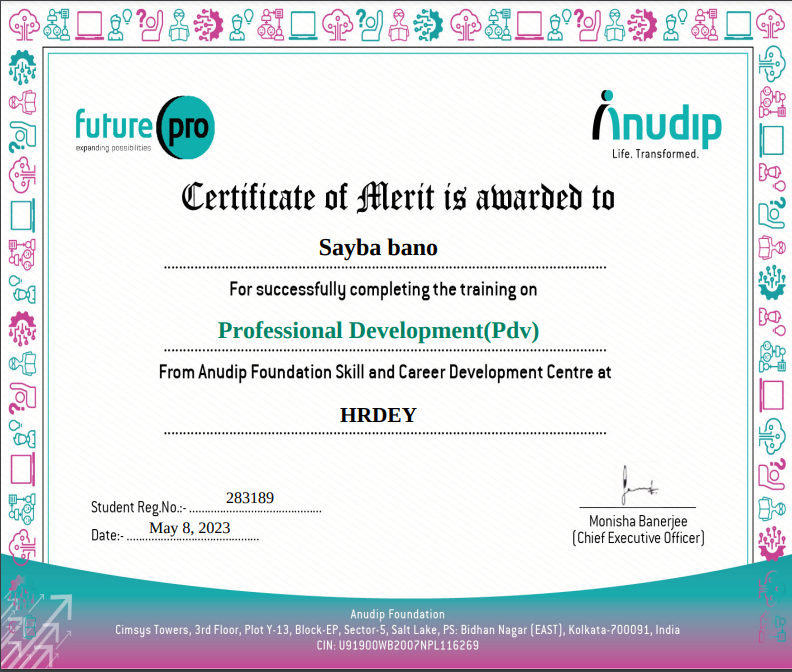 futurepro
expanding possibilities
Anudip
Life. Transformed.
Certificate of Merit is awarded to
Sayba bano
For successfully completing the training on
Professional Development(Pdv)
From Anudip Foundation Skill and Career Development Centre at
HRDEY
Student Reg.No.:- 283189
Date:- May 8, 2023
Monisha Banerjee
(Chief Executive Officer)
Anudip Foundation
Cimsys Towers, 3rd Floor, Plot Y-13, Block-EP, Sector-5, Salt Lake, PS: Bidhan Nagar (EAST), Kolkata-700091, India
CIN: U91900WB2007NPL116269